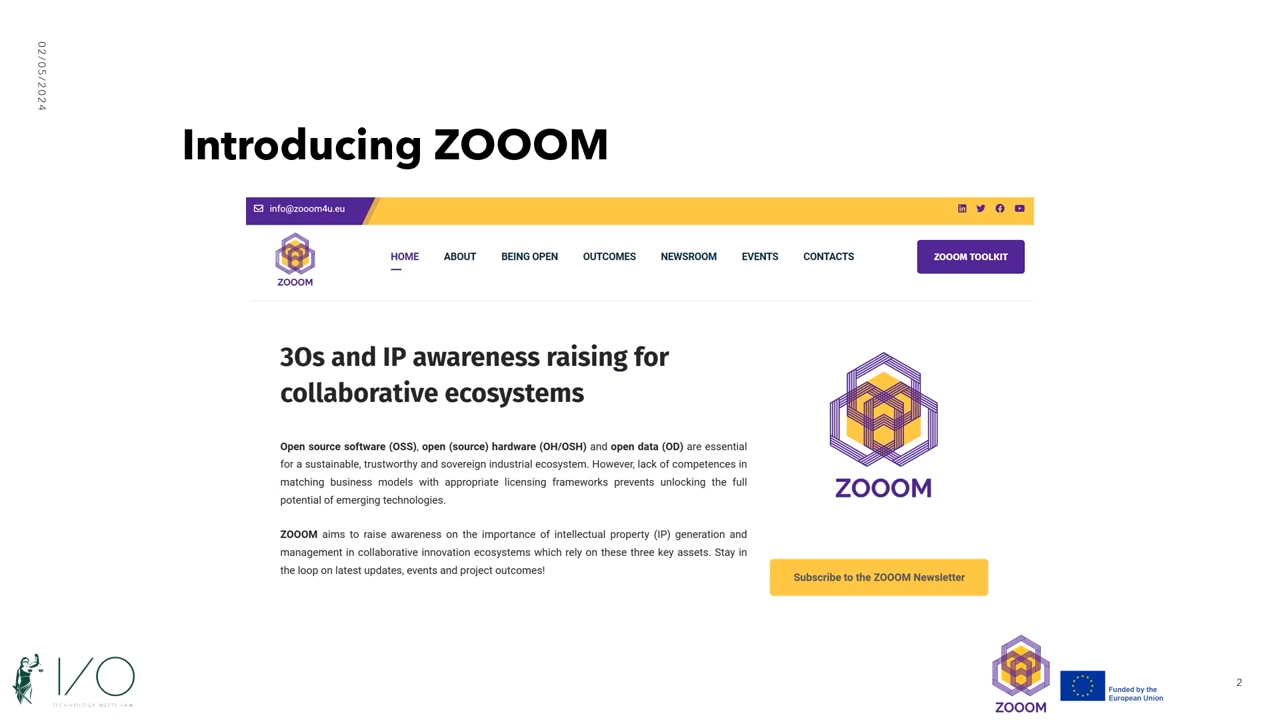 02/05/2024
Introducing ZOOOM
info@zooom4u.eu
ZOOOM
HOME ABOUT BEING OPEN OUTCOMES NEWSROOM EVENTS CONTACTS ZOOOM TOOLKIT
3Os and IP awareness raising for
collaborative ecosystems
Open source software (OSS), open (source) hardware (OH/OSH) and open data (OD) are essential
for a sustainable, trustworthy and sovereign industrial ecosystem. However, lack of competences in
matching business models with appropriate licensing frameworks prevents unlocking the full
potential of emerging technologies.
ZOOOM aims to raise awareness on the importance of intellectual property (IP) generation and
management in collaborative innovation ecosystems which rely on these three key assets. Stay in
the loop on latest updates, events and project outcomes!
ZOOOM
Subscribe to the ZOOOM Newsletter
I/O
TECHNOLOGY MEETS LAW
ZOOOM
Funded by the
European Union
2